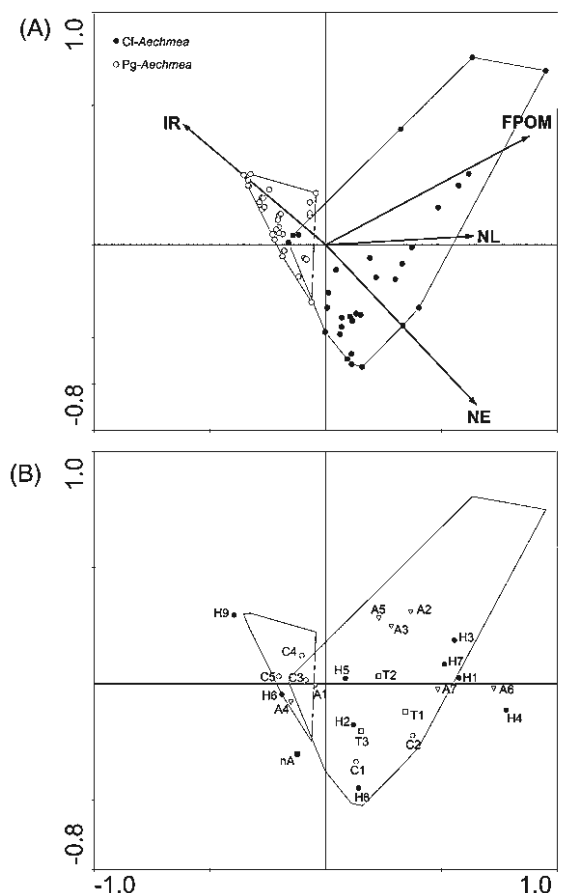 (A)
1.0
Cl-Aechmea
Pg-Aechmea
IR
FPOM
NL
NE
-0.8
(B)
1.0
A5
A2
A3
H9
H3
C4
H7
C5
C3
A1
H5
T2
H1
H6
A4
A7
A6
T1
H4
H2
T3
C2
nA
C1
H8
-0.8
-1.0
1.0